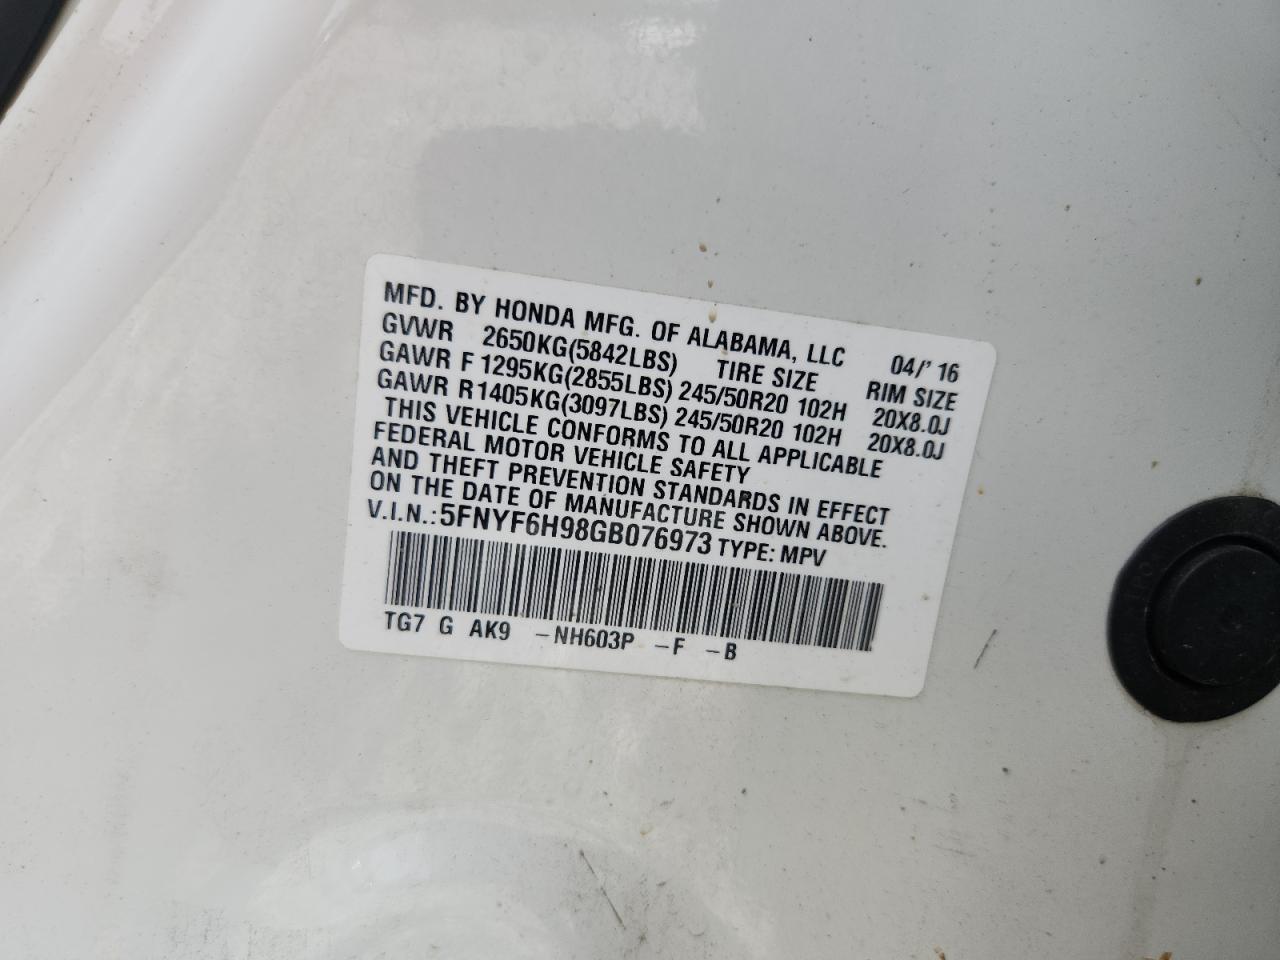 MFD. BY HONDA MFG. OF ALABAMA, LLC 04/' 16
GVWR 2650KG(5842LBS) TIRE SIZE RIM SIZE
GAWR F 1295KG(2855LBS) 245/50R20 102H 20X8.0J
GAWR R 1405KG(3097LBS) 245/50R20 102H 20X8.0J
THIS VEHICLE CONFORMS TO ALL APPLICABLE
FEDERAL MOTOR VEHICLE SAFETY
AND THEFT PREVENTION STANDARDS IN EFFECT
ON THE DATE OF MANUFACTURE SHOWN ABOVE.
V.I.N.: 5FNYF6H98GB076973 TYPE: MPV
TG7 G AK9 -NH603P -F -B